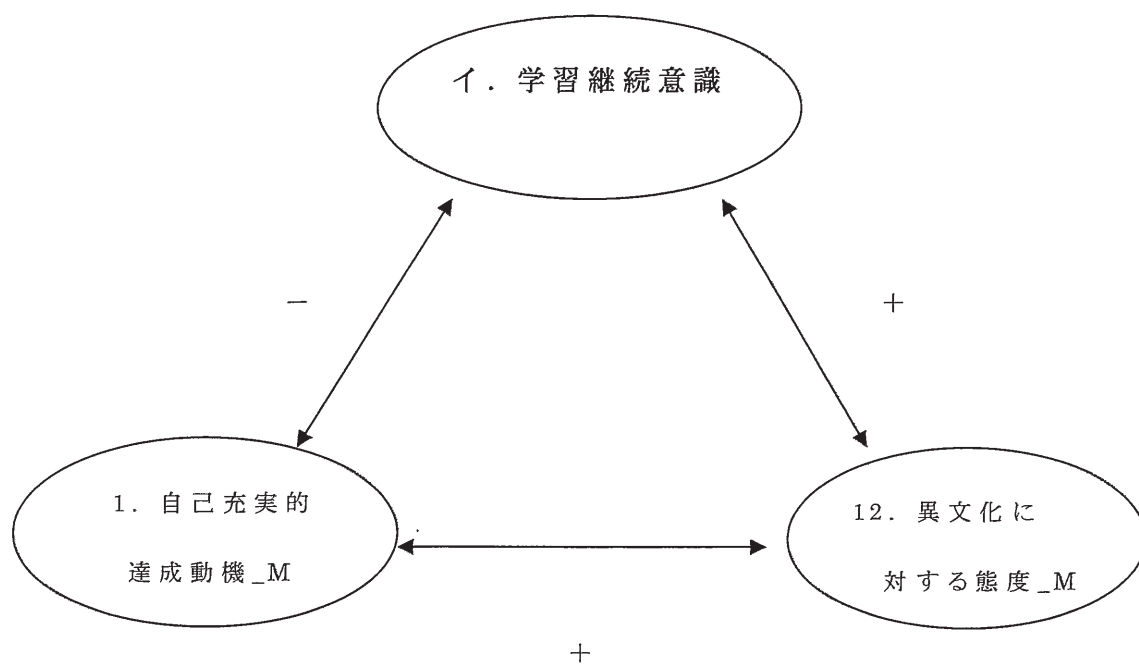 イ. 学習継続意識
−
+
1. 自己充実的
達成動機_M
12. 異文化に
対する態度_M
+